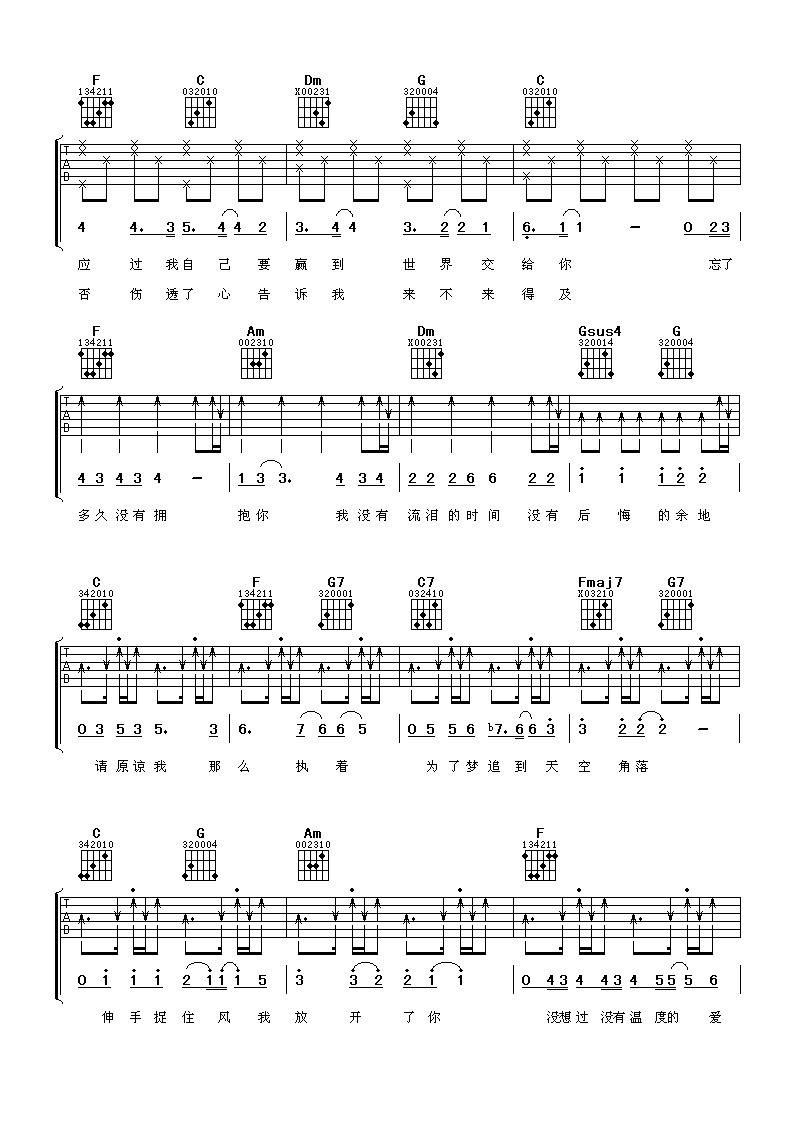 F C Dm G C
134211 032010 X00231 320004 032010
T
A
B
4 4. 3 5. 4 4 2 3. 4 4 3. 2 2 1 6. 1 1 - 0 2 3
应 过 我 自 己 要 赢 到 世 界 交 给 你 忘 了
否 伤 透 了 心 告 诉 我 来 不 来 得 及
F Am Dm Gsus4 G
134211 002310 X00231 320014 320004
T
A
B
4 3 4 3 4 - 1 3 3. 4 3 4 2 2 2 6 6 2 2 1 1 1 2 2
多 久 没 有 拥 抱 你 我 没 有 流 泪 的 时 间 没 有 后 悔 的 余 地
C F G7 C7 Fmaj7 G7
342010 134211 320001 032410 X03210 320001
T
A
B
0 3 5 3 5. 3 6. 7 6 6 5 0 5 5 6 b7. 6 6 3 3 2 2 2 -
请 原 谅 我 那 么 执 着 为 了 梦 追 到 天 空 角 落
C G Am F
342010 320004 002310 134211
T
A
B
0 1 1 1 2 1 1 1 5 3 3 2 2 1 1 0 4 3 4 4 3 4 5 5 5 6
伸 手 捉 住 风 我 放 开 了 你 没 想 过 没 有 温 度 的 爱